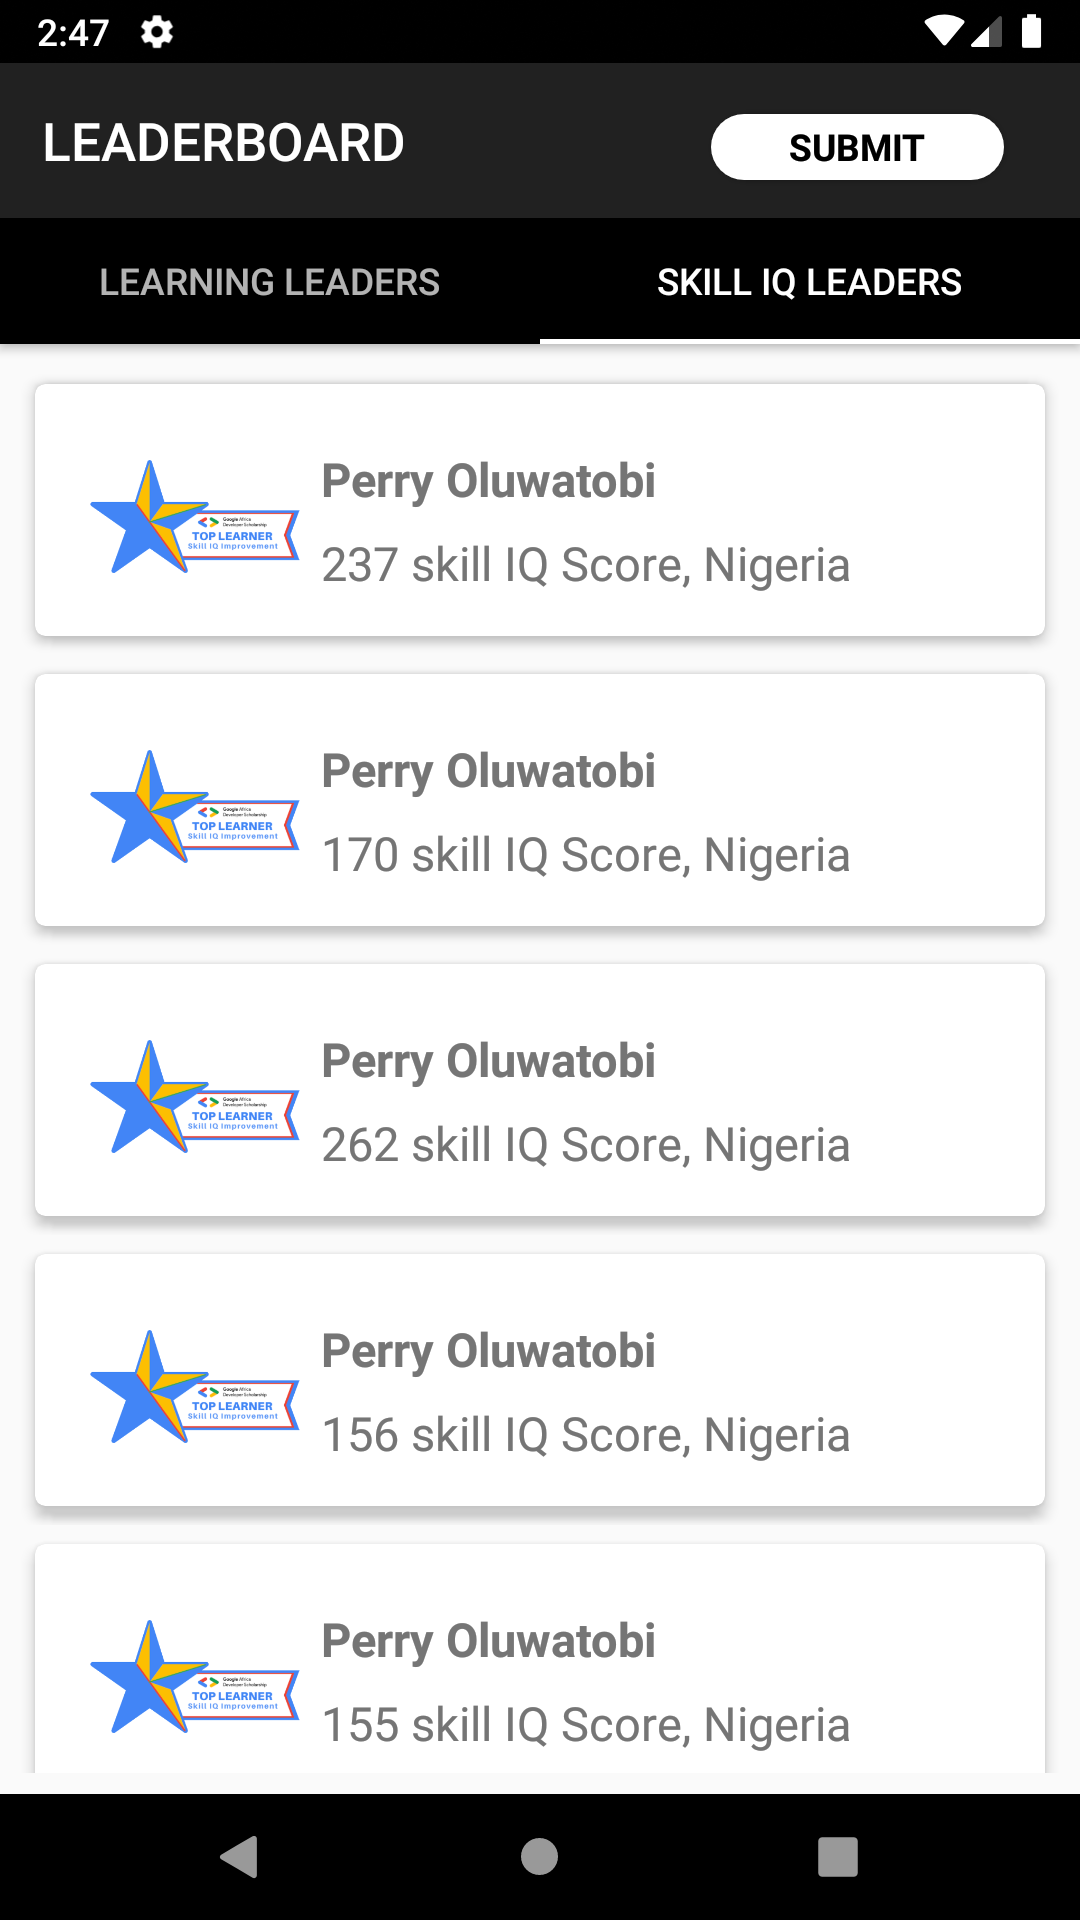 2:47
LEADERBOARD
SUBMIT
LEARNING LEADERS
SKILL IQ LEADERS
Perry Oluwatobi
Google Africa
Developer Scholarship
TOP LEARNER
Skill IQ Improvement
237 skill IQ Score, Nigeria
Perry Oluwatobi
Google Africa
Developer Scholarship
TOP LEARNER
Skill IQ Improvement
170 skill IQ Score, Nigeria
Perry Oluwatobi
Google Africa
Developer Scholarship
TOP LEARNER
Skill IQ Improvement
262 skill IQ Score, Nigeria
Perry Oluwatobi
Google Africa
Developer Scholarship
TOP LEARNER
Skill IQ Improvement
156 skill IQ Score, Nigeria
Perry Oluwatobi
Google Africa
Developer Scholarship
TOP LEARNER
Skill IQ Improvement
155 skill IQ Score, Nigeria